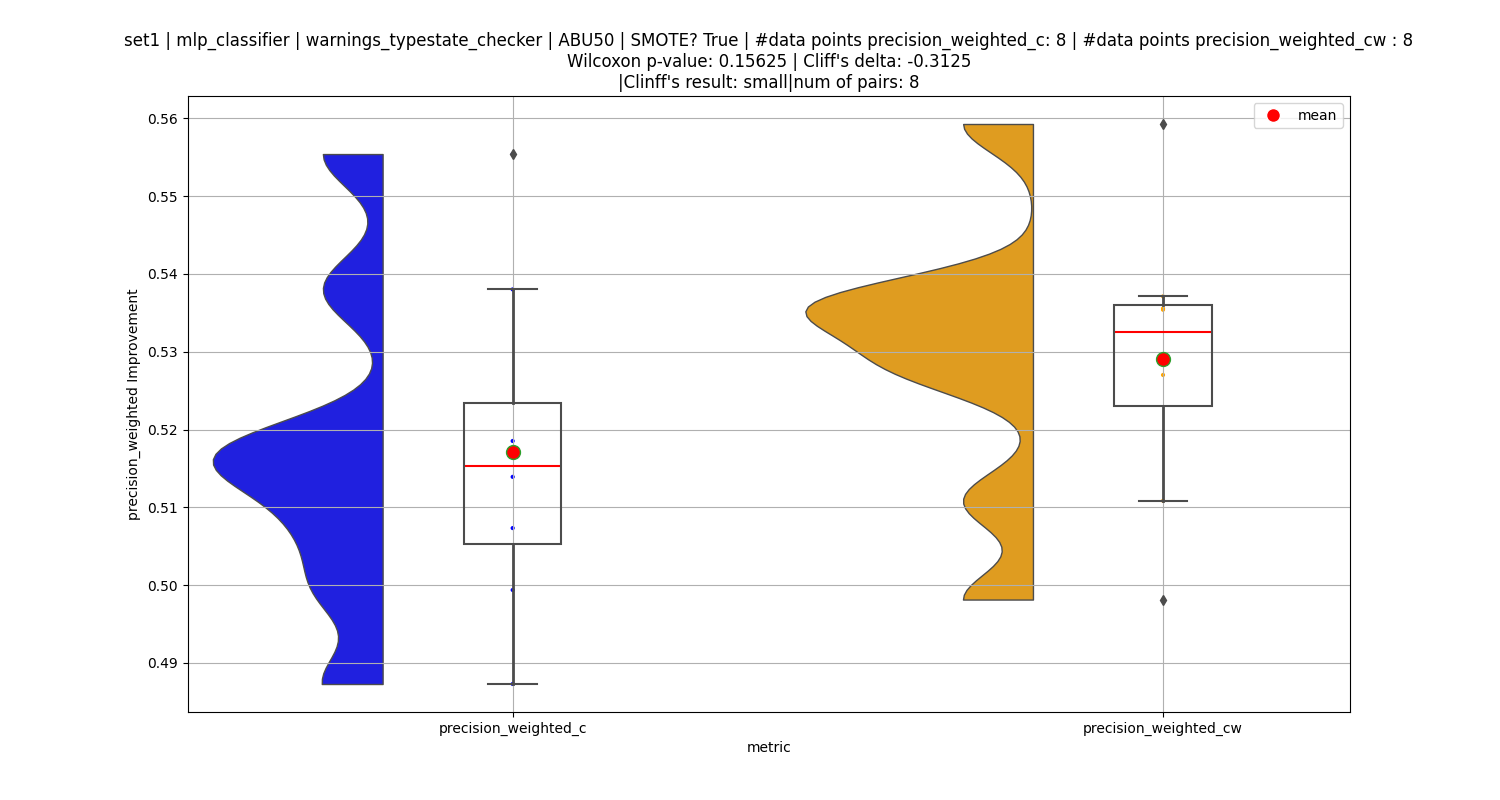 set1 | mlp_classifier | warnings_typestate_checker | ABU50 | SMOTE? True | #data points precision_weighted_c: 8 | #data points precision_weighted_cw : 8
Wilcoxon p-value: 0.15625 | Cliff's delta: -0.3125
|Clinff's result: small|num of pairs: 8
mean
0.56
0.55
0.54
0.53
0.52
0.51
0.50
0.49
precision_weighted Improvement
precision_weighted_c
precision_weighted_cw
metric